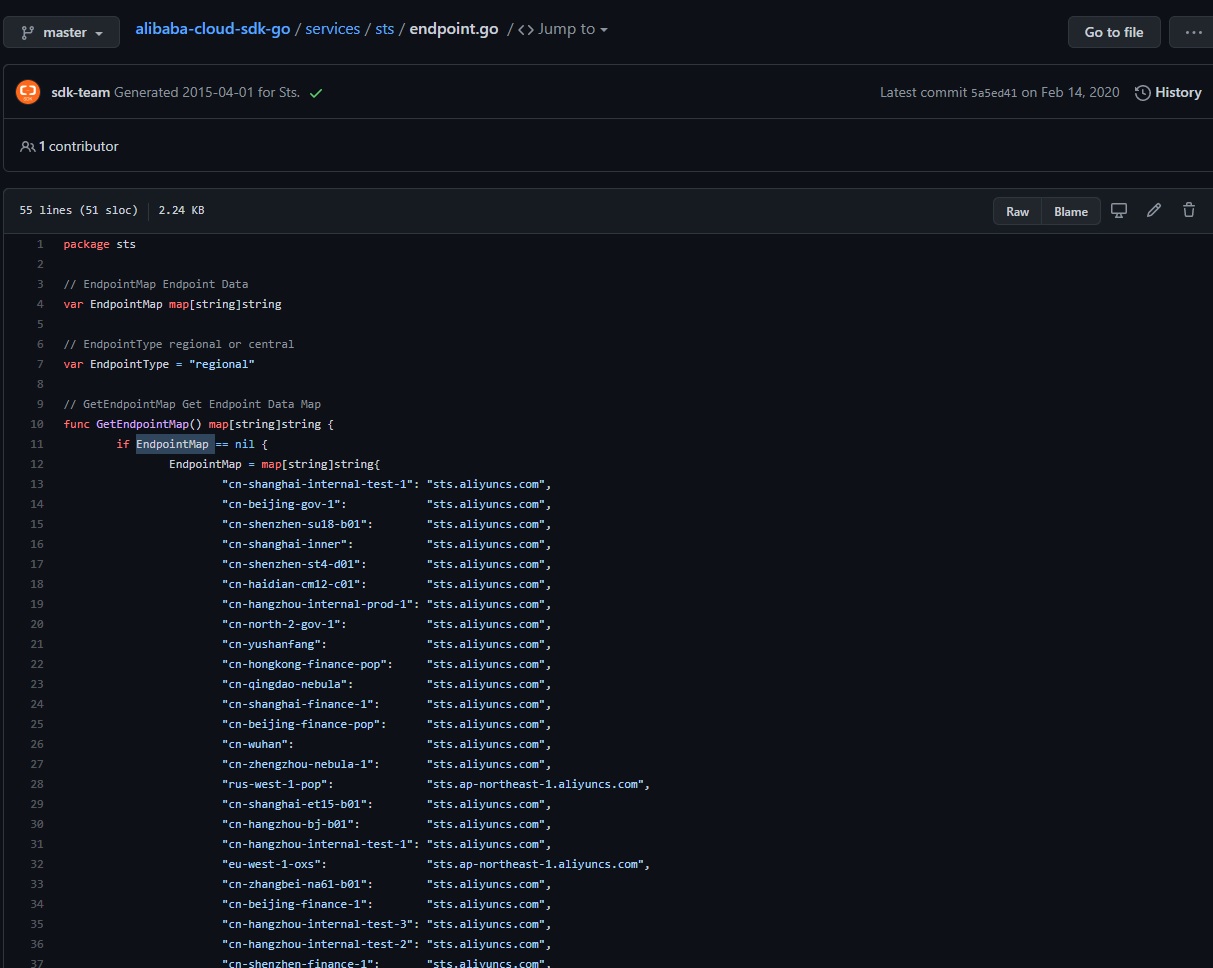 master alibaba-cloud-sdk-go / services / sts / endpoint.go / <> Jump to Go to file ...
sdk-team Generated 2015-04-01 for Sts. Latest commit 5a5ed41 on Feb 14, 2020 History
1 contributor
55 lines (51 sloc) 2.24 KB Raw Blame
1 package sts
2
3 // EndpointMap Endpoint Data
4 var EndpointMap map[string]string
5
6 // EndpointType regional or central
7 var EndpointType = "regional"
8
9 // GetEndpointMap Get Endpoint Data Map
10 func GetEndpointMap() map[string]string {
11 if EndpointMap == nil {
12 EndpointMap = map[string]string{
13 "cn-shanghai-internal-test-1": "sts.aliyuncs.com",
14 "cn-beijing-gov-1": "sts.aliyuncs.com",
15 "cn-shenzhen-su18-b01": "sts.aliyuncs.com",
16 "cn-shanghai-inner": "sts.aliyuncs.com",
17 "cn-shenzhen-st4-d01": "sts.aliyuncs.com",
18 "cn-haidian-cm12-c01": "sts.aliyuncs.com",
19 "cn-hangzhou-internal-prod-1": "sts.aliyuncs.com",
20 "cn-north-2-gov-1": "sts.aliyuncs.com",
21 "cn-yushanfang": "sts.aliyuncs.com",
22 "cn-hongkong-finance-pop": "sts.aliyuncs.com",
23 "cn-qingdao-nebula": "sts.aliyuncs.com",
24 "cn-shanghai-finance-1": "sts.aliyuncs.com",
25 "cn-beijing-finance-pop": "sts.aliyuncs.com",
26 "cn-wuhan": "sts.aliyuncs.com",
27 "cn-zhengzhou-nebula-1": "sts.aliyuncs.com",
28 "rus-west-1-pop": "sts.ap-northeast-1.aliyuncs.com",
29 "cn-shanghai-et15-b01": "sts.aliyuncs.com",
30 "cn-hangzhou-bj-b01": "sts.aliyuncs.com",
31 "cn-hangzhou-internal-test-1": "sts.aliyuncs.com",
32 "eu-west-1-oxs": "sts.ap-northeast-1.aliyuncs.com",
33 "cn-zhangbei-na61-b01": "sts.aliyuncs.com",
34 "cn-beijing-finance-1": "sts.aliyuncs.com",
35 "cn-hangzhou-internal-test-3": "sts.aliyuncs.com",
36 "cn-hangzhou-internal-test-2": "sts.aliyuncs.com",
37 "cn-shenzhen-finance-1": "sts.aliyuncs.com",